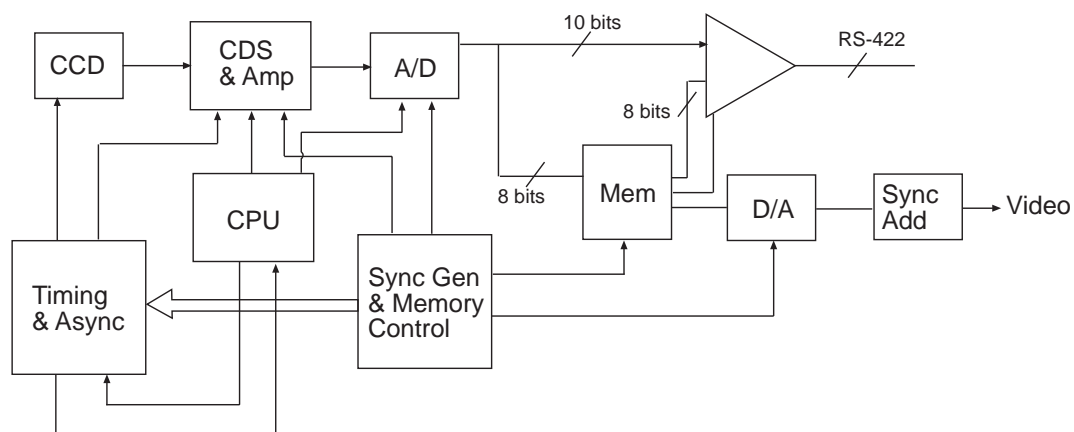 10 bits
RS-422
CCD
CDS
& Amp
A/D
8 bits
8 bits
Mem
CPU
D/A
Sync
Add
Video
Timing
& Async
Sync Gen
& Memory
Control